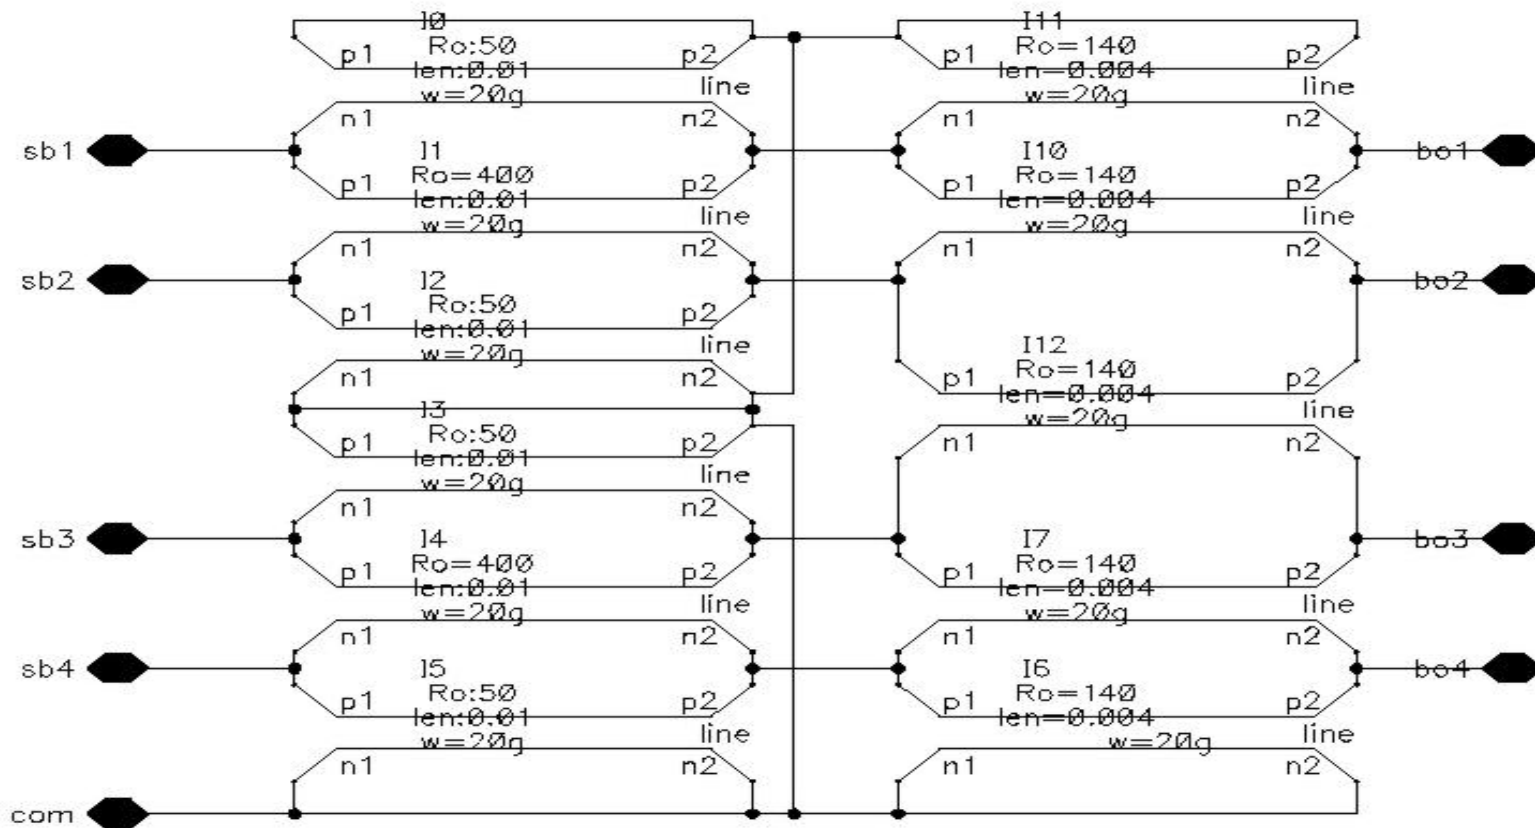 I0
Ro:50
p1 p2
len:0.01
line
w=20g
n1 n2
I11
Ro=140
p1 p2
len=0.004
line
w=20g
n1 n2
sb1
I1
Ro=400
p1 p2
len:0.01
line
w=20g
n1 n2
I10
Ro=140
p1 p2
len=0.004
line
w=20g
n1 n2
bo1
sb2
I2
Ro:50
p1 p2
len:0.01
line
w=20g
n1 n2
bo2
I12
Ro=140
p1 p2
len=0.004
line
w=20g
n1 n2
I3
Ro:50
p1 p2
len:0.01
line
w=20g
n1 n2
sb3
I4
Ro=400
p1 p2
len:0.01
line
w=20g
n1 n2
I7
Ro=140
p1 p2
len=0.004
line
w=20g
n1 n2
bo3
sb4
I5
Ro:50
p1 p2
len:0.01
line
w=20g
n1 n2
I6
Ro=140
p1 p2
len=0.004
line
w=20g
n1 n2
bo4
com